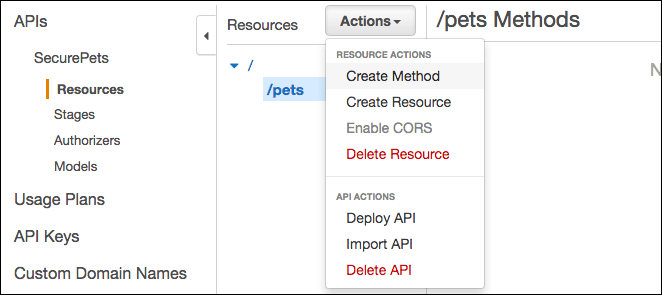 APIs
SecurePets
Resources
Stages
Authorizers
Models
Usage Plans
API Keys
Custom Domain Names
Resources
Actions
/
/pets
RESOURCE ACTIONS
Create Method
Create Resource
Enable CORS
Delete Resource
API ACTIONS
Deploy API
Import API
Delete API
/pets Methods